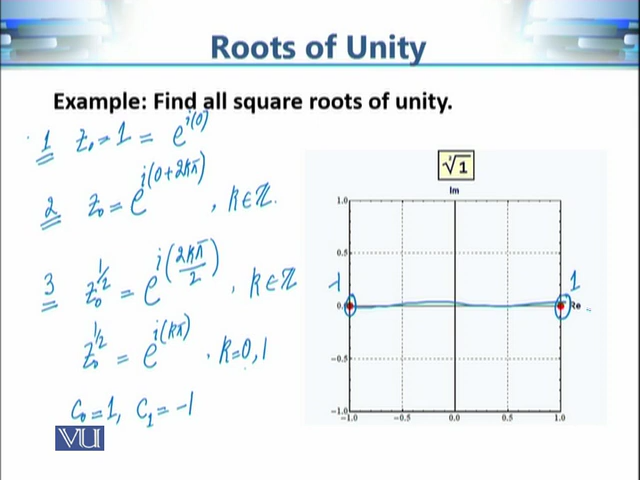 Roots of Unity
Example: Find all square roots of unity.
1 z₀ = 1 = e^{i(0)}
2 z₀ = e^{i(0+2kπ)}, k∈ℤ.
3 z₀^{1/2} = e^{i(2kπ/2)}, k∈ℤ
z₀^{1/2} = e^{i(kπ)}, k=0,1
C₀=1, C₁=-1
VU
√1
Im
1.0
0.5
0.0
-0.5
-1.0
-1.0 -0.5 0.0 0.5 1.0
-1
1
Re